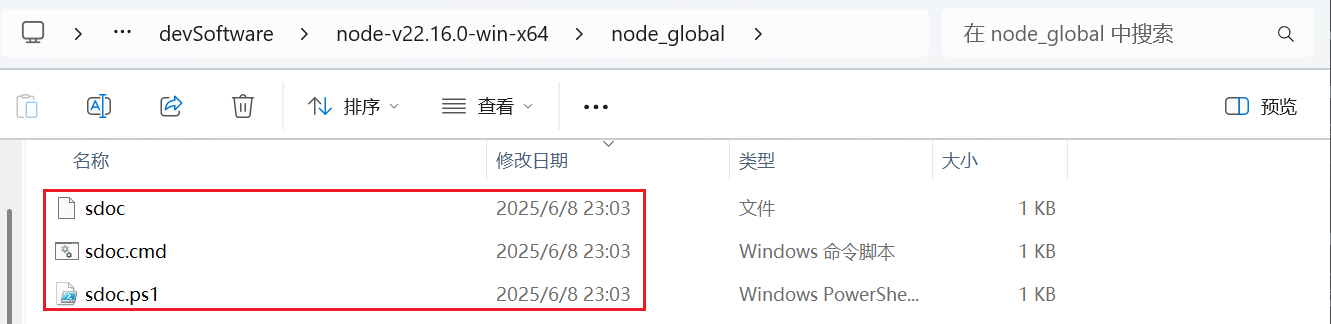 … devSoftware > node-v22.16.0-win-x64 > node_global >
在 node_global 中搜索
排序 查看 … 预览
名称 修改日期 类型 大小
sdoc 2025/6/8 23:03 文件 1 KB
sdoc.cmd 2025/6/8 23:03 Windows 命令脚本 1 KB
sdoc.ps1 2025/6/8 23:03 Windows PowerShe... 1 KB